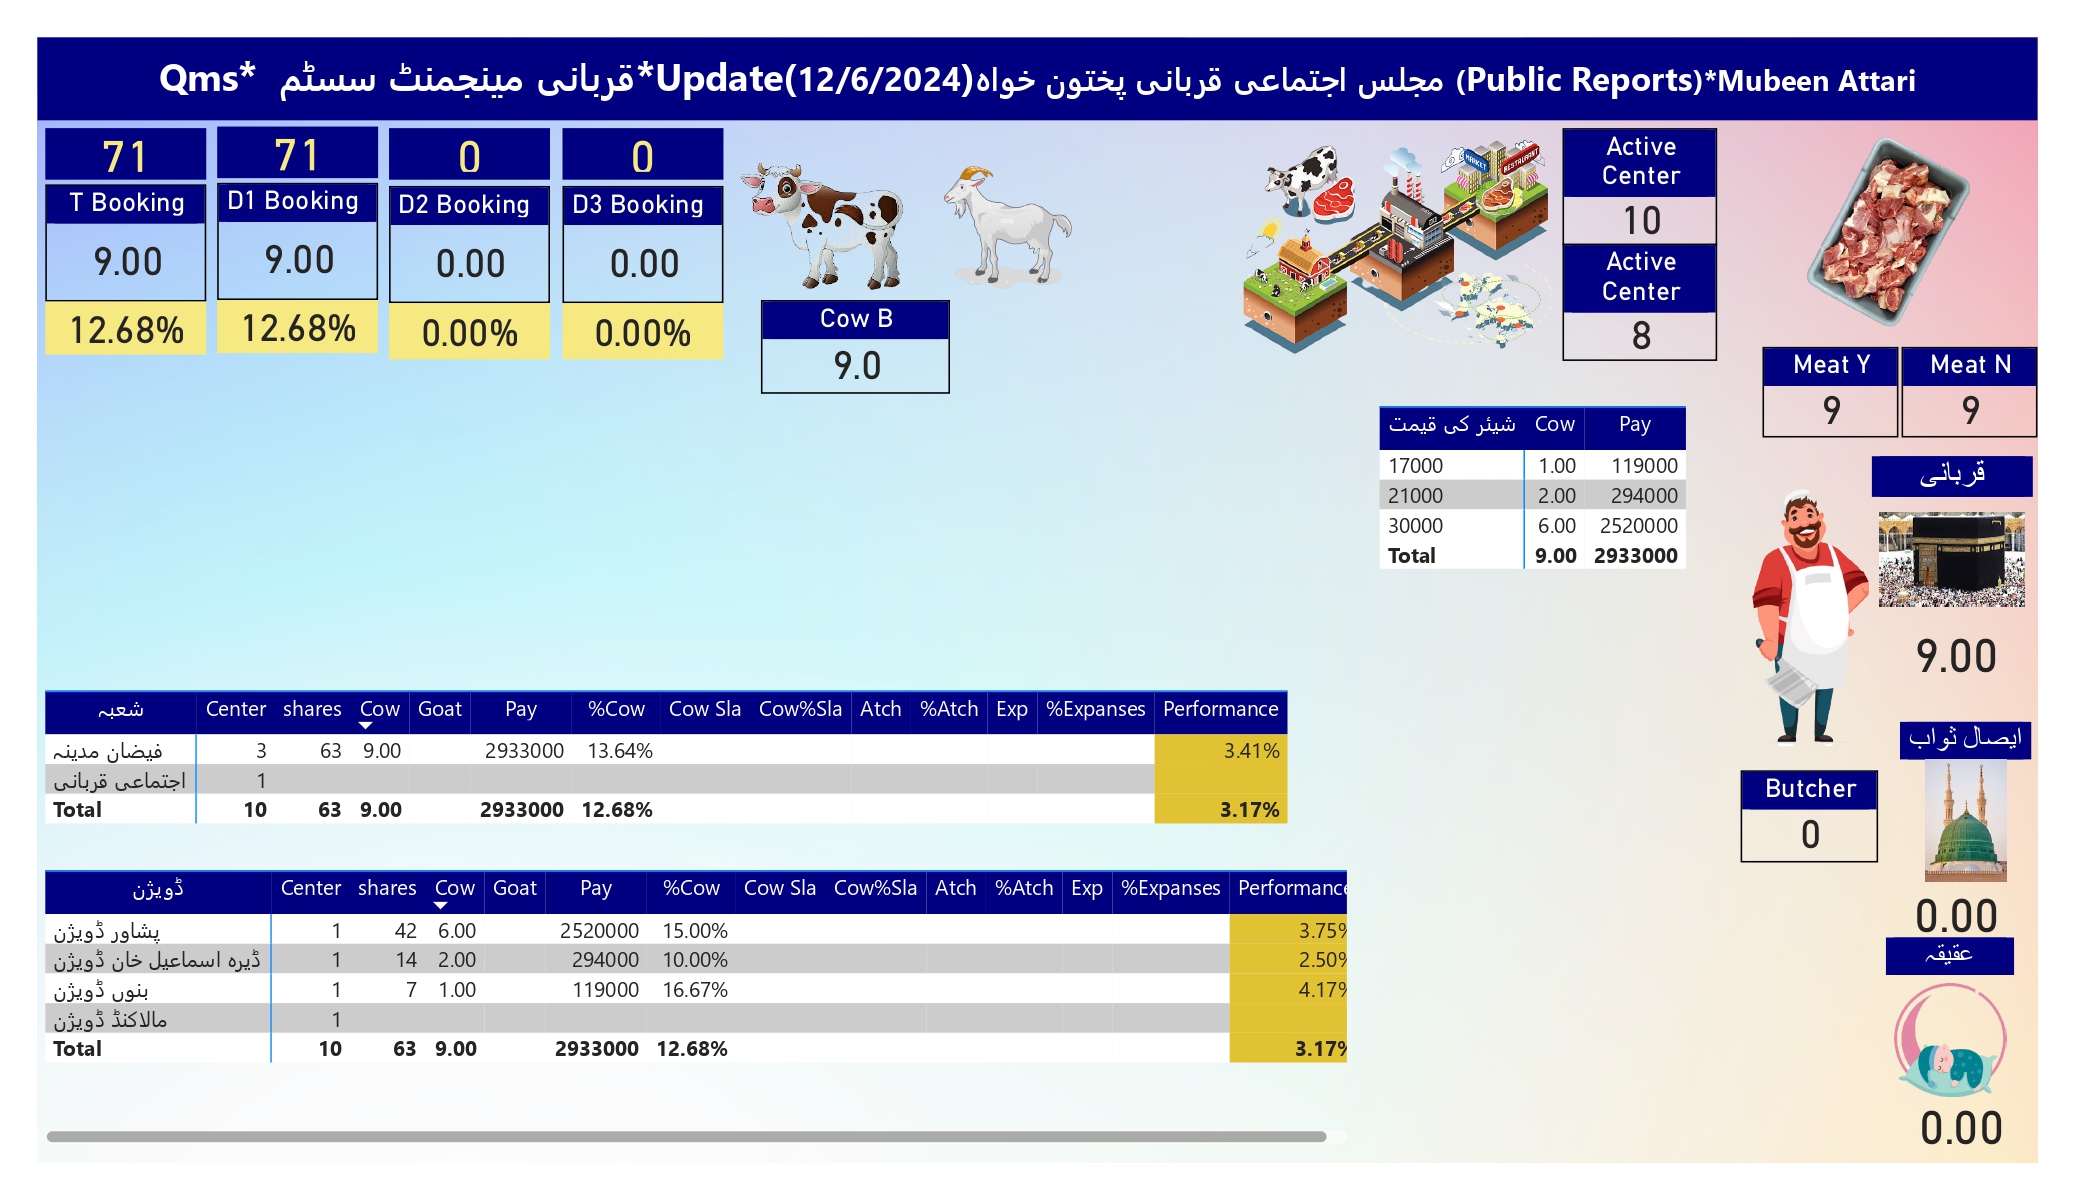 Qms* قربانی مینجمنٹ سسٹم*Update(12/6/2024)مجلس اجتماعی قربانی پختون خواہ (Public Reports)*Mubeen Attari
71 71 0 0
T Booking D1 Booking D2 Booking D3 Booking
9.00 9.00 0.00 0.00
12.68% 12.68% 0.00% 0.00%
Cow B
9.0
MARKET RESTAURANT
Active Center
10
Active Center
8
Meat Y Meat N
9 9
شیئر کی قیمت Cow Pay
17000 1.00 119000
21000 2.00 294000
30000 6.00 2520000
Total 9.00 2933000
قربانی
9.00
ایصال ثواب
Butcher
0
0.00
عقیقہ
0.00
شعبہ Center shares Cow Goat Pay %Cow Cow Sla Cow%Sla Atch %Atch Exp %Expanses Performance
فیضان مدینہ 3 63 9.00 2933000 13.64% 3.41%
اجتماعی قربانی 1
Total 10 63 9.00 2933000 12.68% 3.17%
ڈویژن Center shares Cow Goat Pay %Cow Cow Sla Cow%Sla Atch %Atch Exp %Expanses Performance
پشاور ڈویژن 1 42 6.00 2520000 15.00% 3.75%
ڈیرہ اسماعیل خان ڈویژن 1 14 2.00 294000 10.00% 2.50%
بنوں ڈویژن 1 7 1.00 119000 16.67% 4.17%
مالاکنڈ ڈویژن 1
Total 10 63 9.00 2933000 12.68% 3.17%